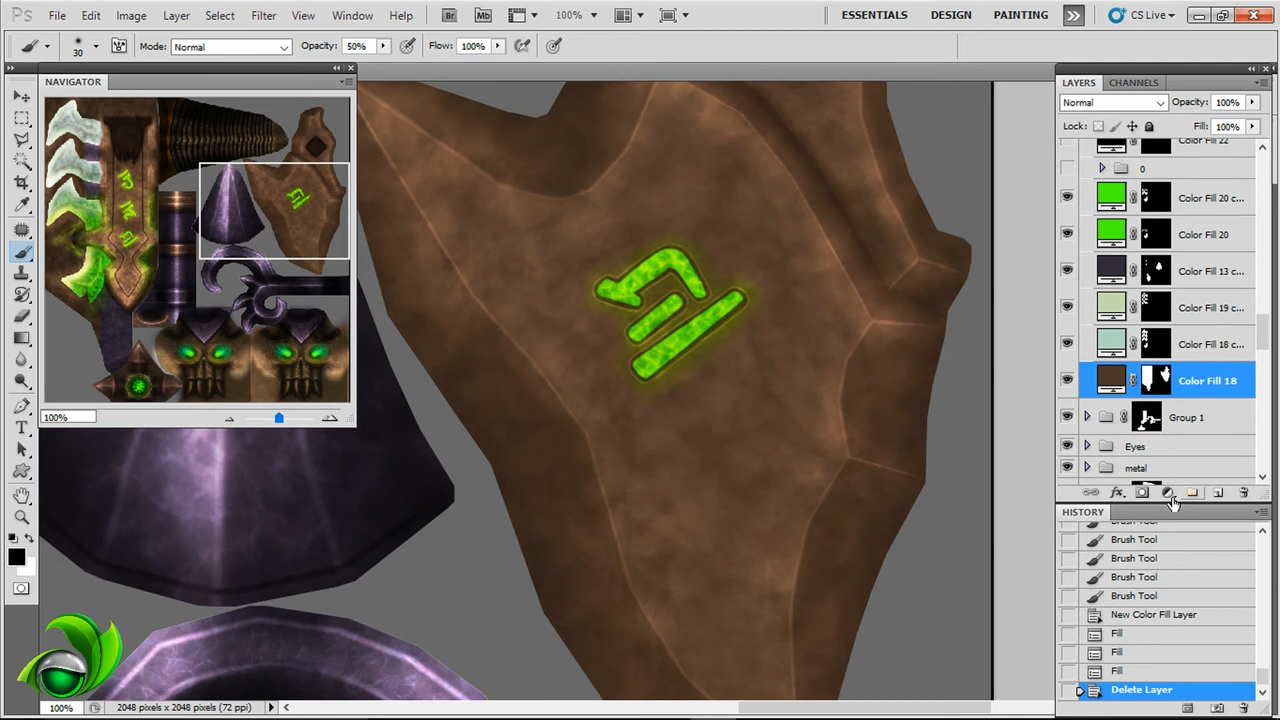 Ps File Edit Image Layer Select Filter View Window Help Br Mb 100% ESSENTIALS DESIGN PAINTING CS Live
30 Mode: Normal Opacity: 50% Flow: 100%
NAVIGATOR
100%
LAYERS CHANNELS
Normal Opacity: 100%
Lock: Fill: 100%
Color Fill 22
0
Color Fill 20 c...
Color Fill 20
Color Fill 13 c...
Color Fill 19 c...
Color Fill 18 c...
Color Fill 18
Group 1
Eyes
metal
fx
HISTORY
Brush Tool
Brush Tool
Brush Tool
Brush Tool
Brush Tool
New Color Fill Layer
Fill
Fill
Fill
Delete Layer
100% 2048 pixels x 2048 pixels (72 ppi)